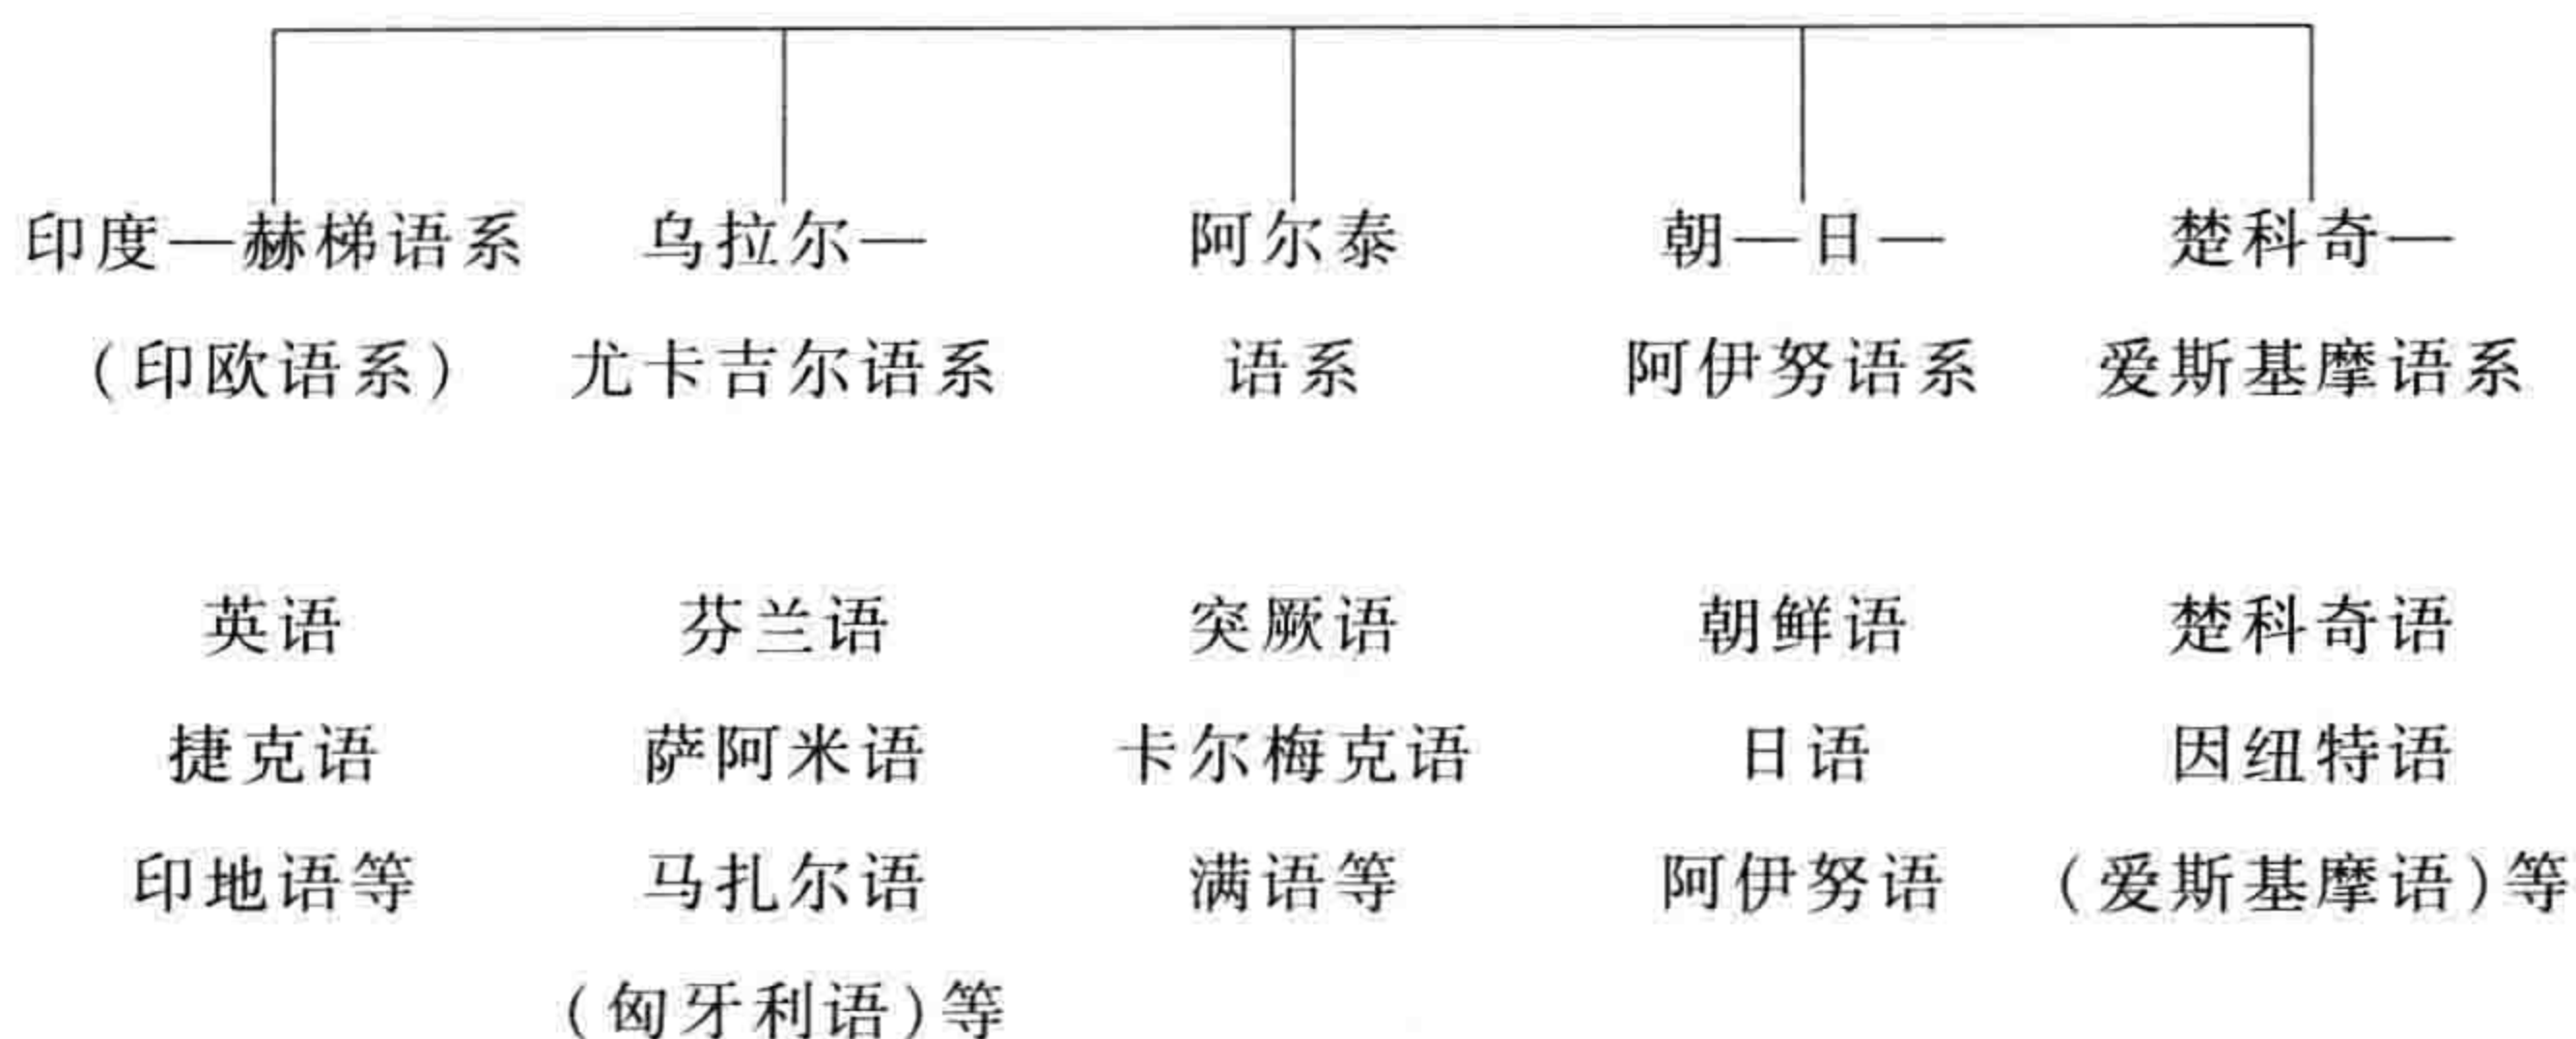 印度—赫梯语系 乌拉尔— 阿尔泰 朝—日— 楚科奇—
(印欧语系) 尤卡吉尔语系 语系 阿伊努语系 爱斯基摩语系
英语 芬兰语 突厥语 朝鲜语 楚科奇语
捷克语 萨阿米语 卡尔梅克语 日语 因纽特语
印地语等 马扎尔语 满语等 阿伊努语 (爱斯基摩语)等
(匈牙利语)等